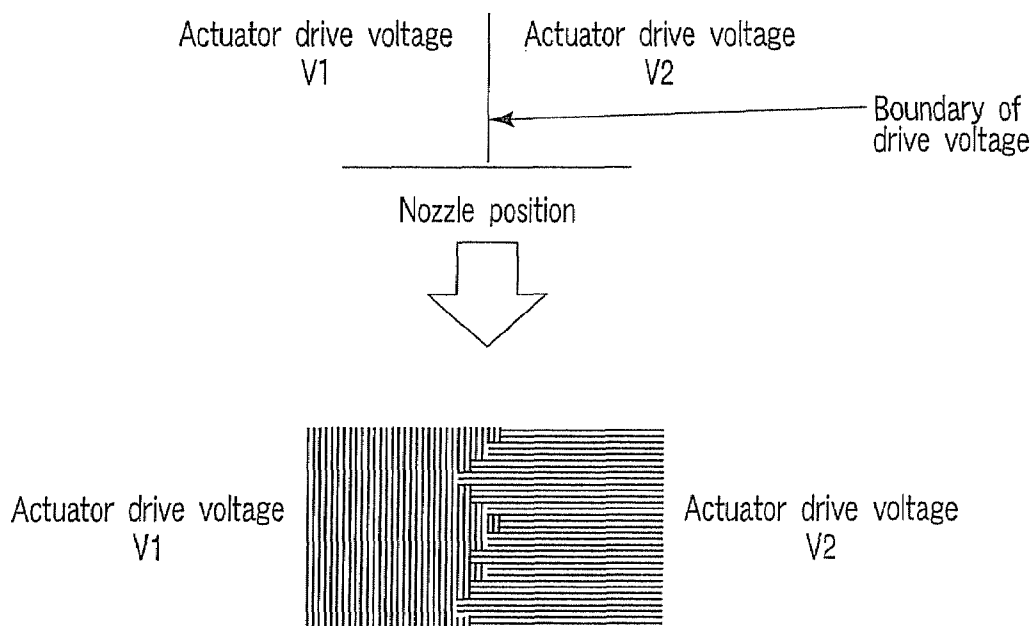 Actuator drive voltage
V1
Actuator drive voltage
V2
Boundary of
drive voltage
Nozzle position
Actuator drive voltage
V1
Actuator drive voltage
V2